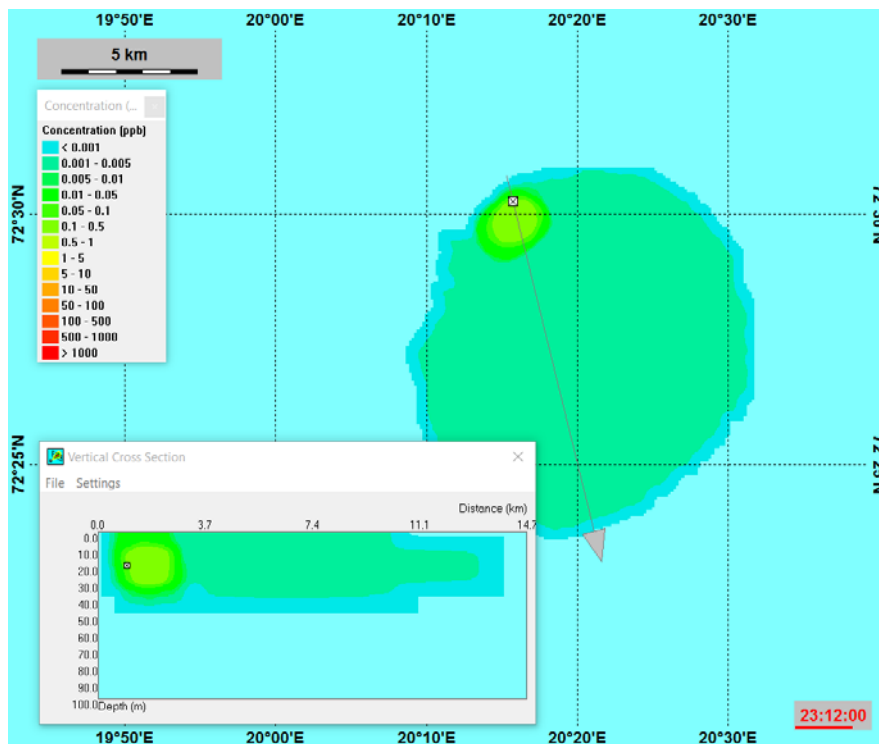 19°50'E 20°00'E 20°10'E 20°20'E 20°30'E
5 km
Concentration (...
Concentration (ppb)
< 0.001
0.001 - 0.005
0.005 - 0.01
0.01 - 0.05
0.05 - 0.1
0.1 - 0.5
0.5 - 1
1 - 5
5 - 10
10 - 50
50 - 100
100 - 500
500 - 1000
> 1000
72°30'N
72°30'N
72°25'N
72°25'N
Vertical Cross Section
File Settings
Distance (km)
0.0 3.7 7.4 11.1 14.7
0.0
10.0
20.0
30.0
40.0
50.0
60.0
70.0
80.0
90.0
100.0 Depth (m)
23:12:00
19°50'E 20°00'E 20°10'E 20°20'E 20°30'E